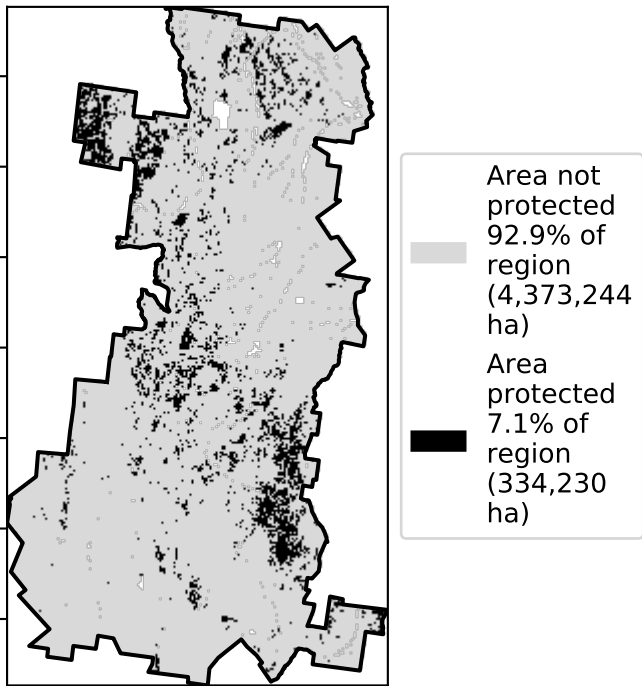 Area not
protected
92.9% of
region
(4,373,244
ha)
Area
protected
7.1% of
region
(334,230
ha)